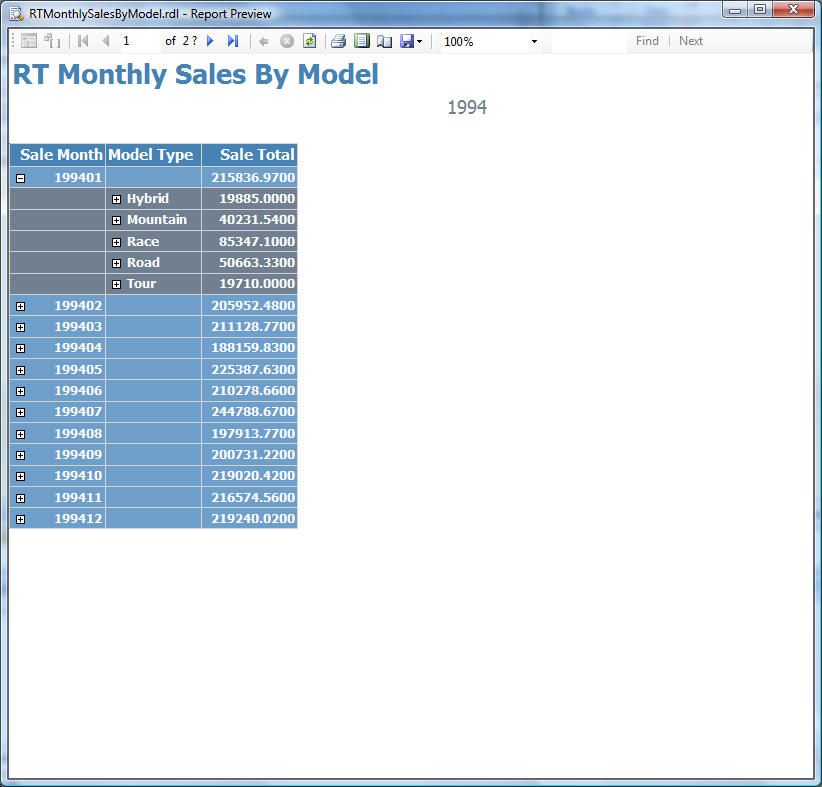 RTMonthlySalesByModel.rdl - Report Preview
1 of 2 ? 100% Find | Next
RT Monthly Sales By Model
1994
Sale Month Model Type Sale Total
199401 215836.9700
Hybrid 19885.0000
Mountain 40231.5400
Race 85347.1000
Road 50663.3300
Tour 19710.0000
199402 205952.4800
199403 211128.7700
199404 188159.8300
199405 225387.6300
199406 210278.6600
199407 244788.6700
199408 197913.7700
199409 200731.2200
199410 219020.4200
199411 216574.5600
199412 219240.0200